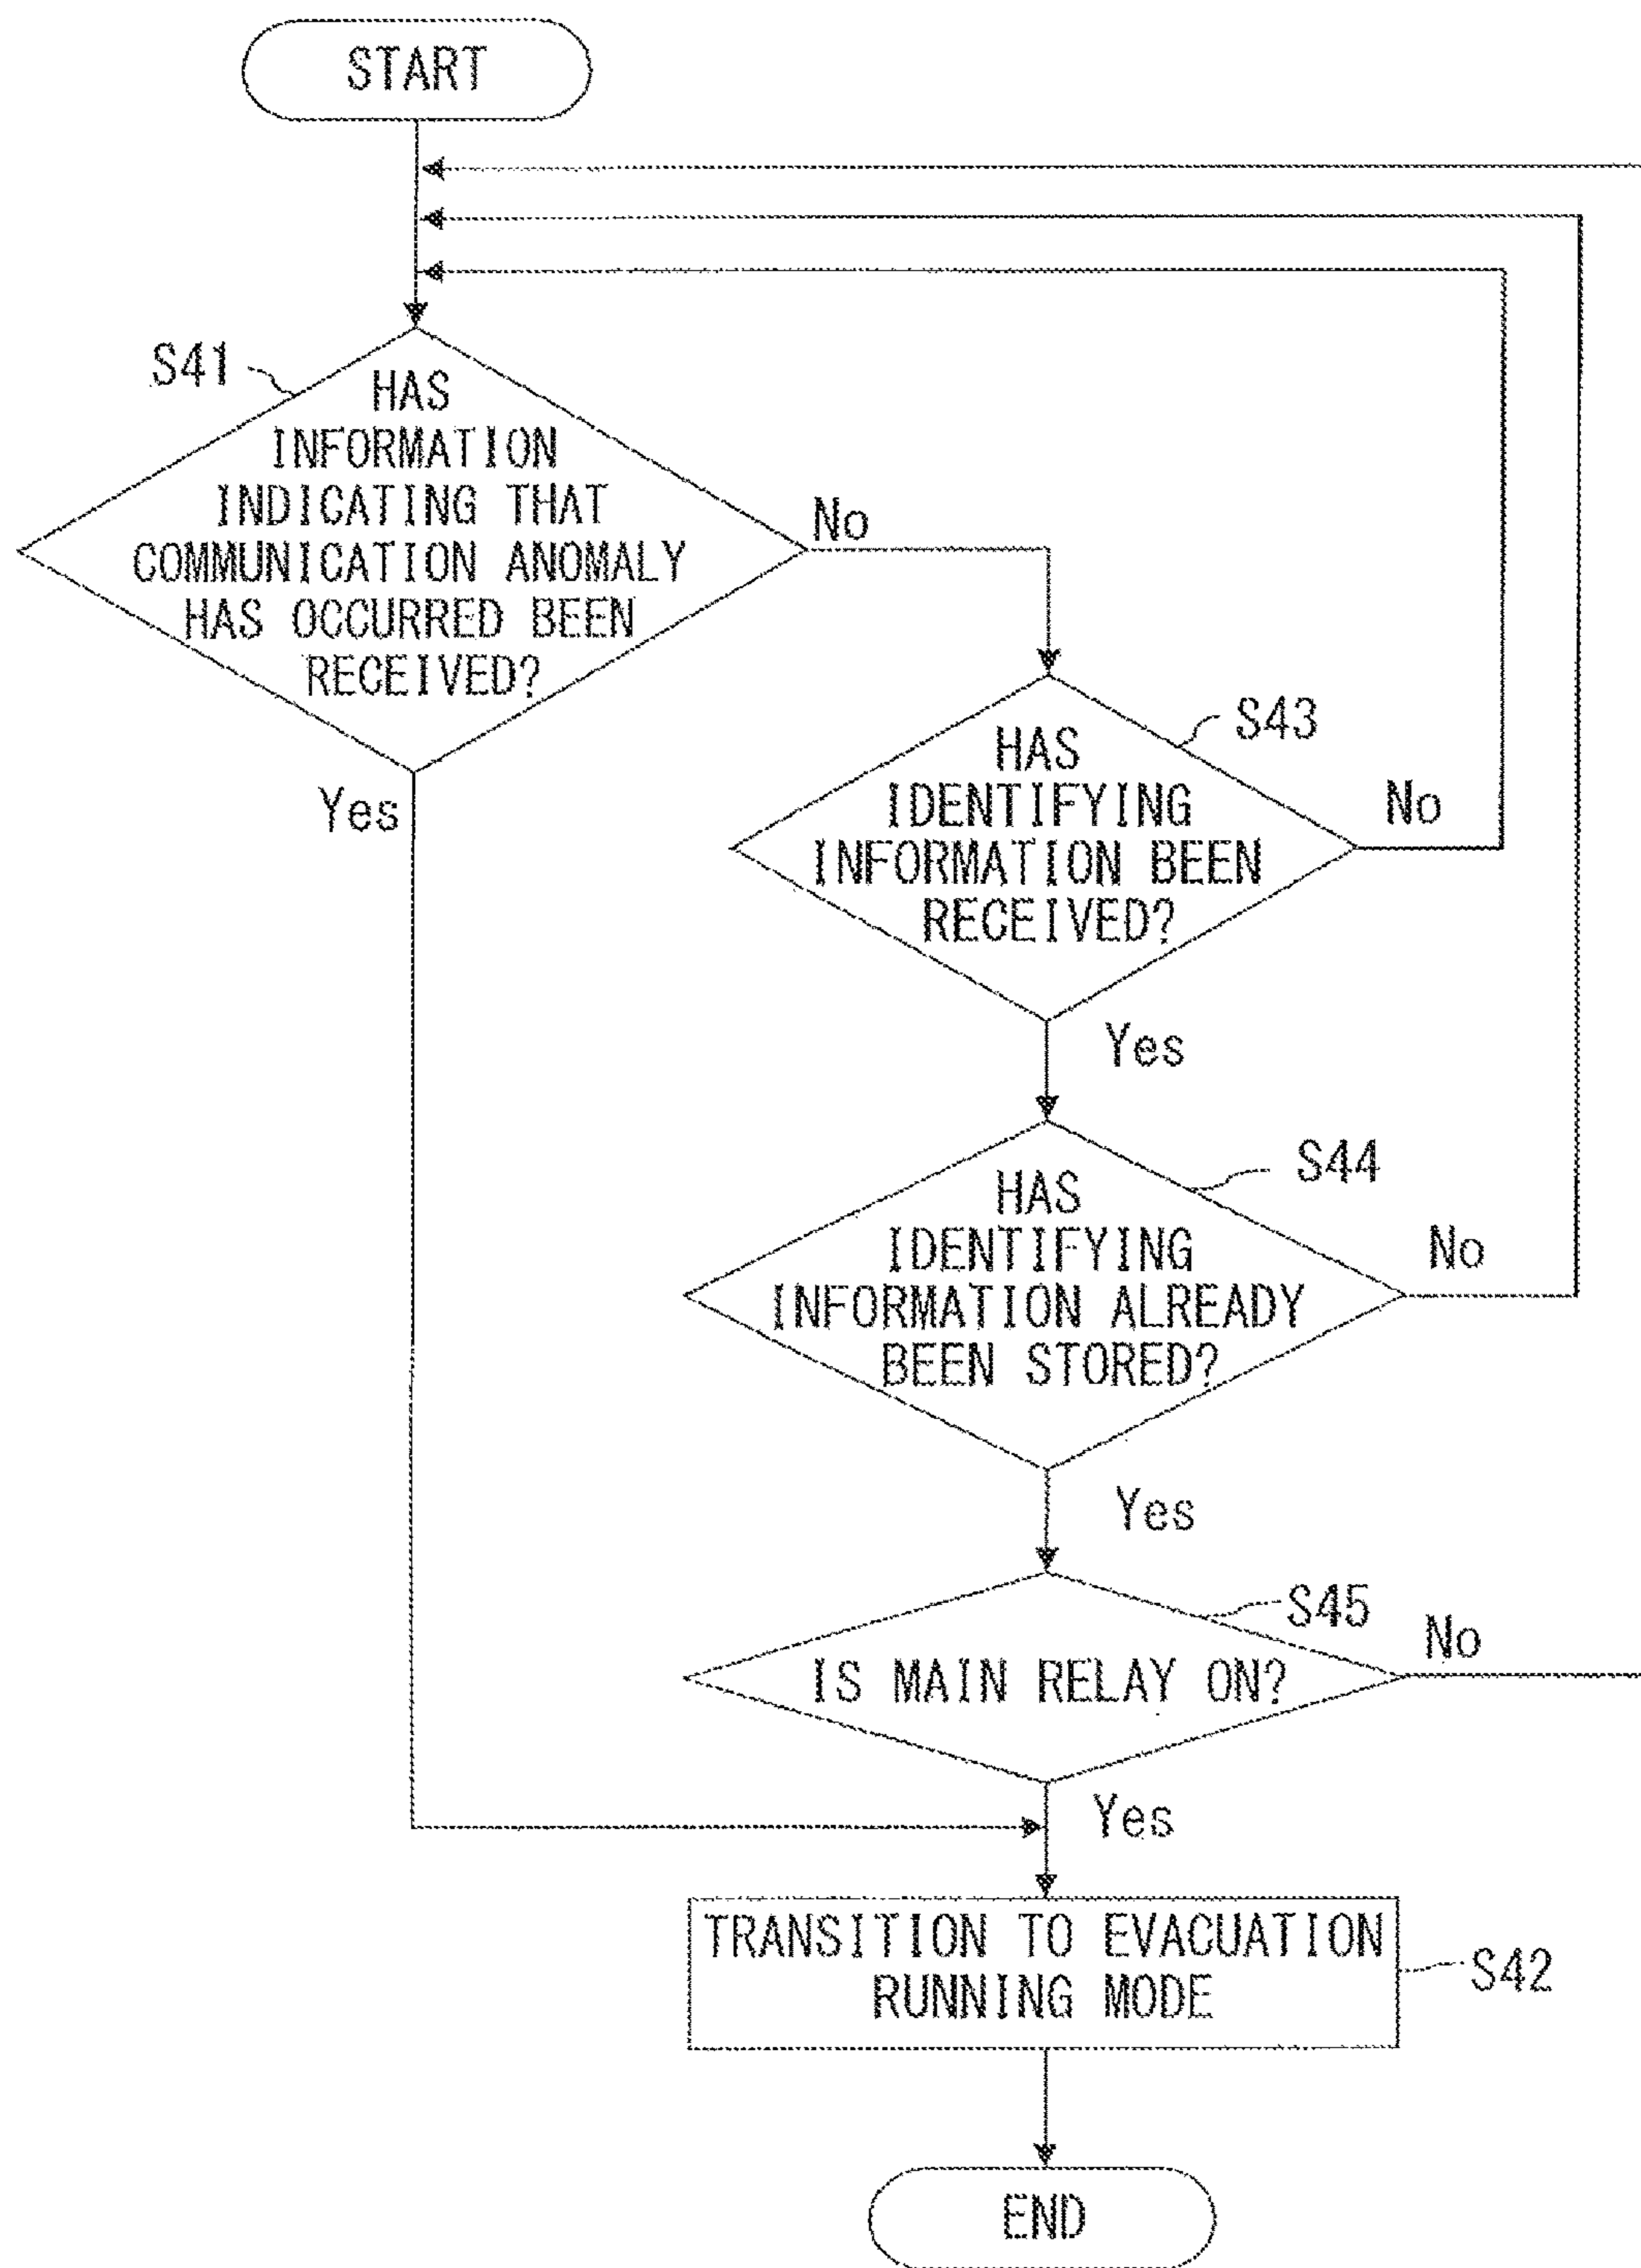 START
S41
HAS
INFORMATION
INDICATING THAT
COMMUNICATION ANOMALY
HAS OCCURRED BEEN
RECEIVED?
No
Yes
S43
HAS
IDENTIFYING
INFORMATION BEEN
RECEIVED?
No
Yes
S44
HAS
IDENTIFYING
INFORMATION ALREADY
BEEN STORED?
No
Yes
S45
IS MAIN RELAY ON?
No
Yes
TRANSITION TO EVACUATION
RUNNING MODE
S42
END